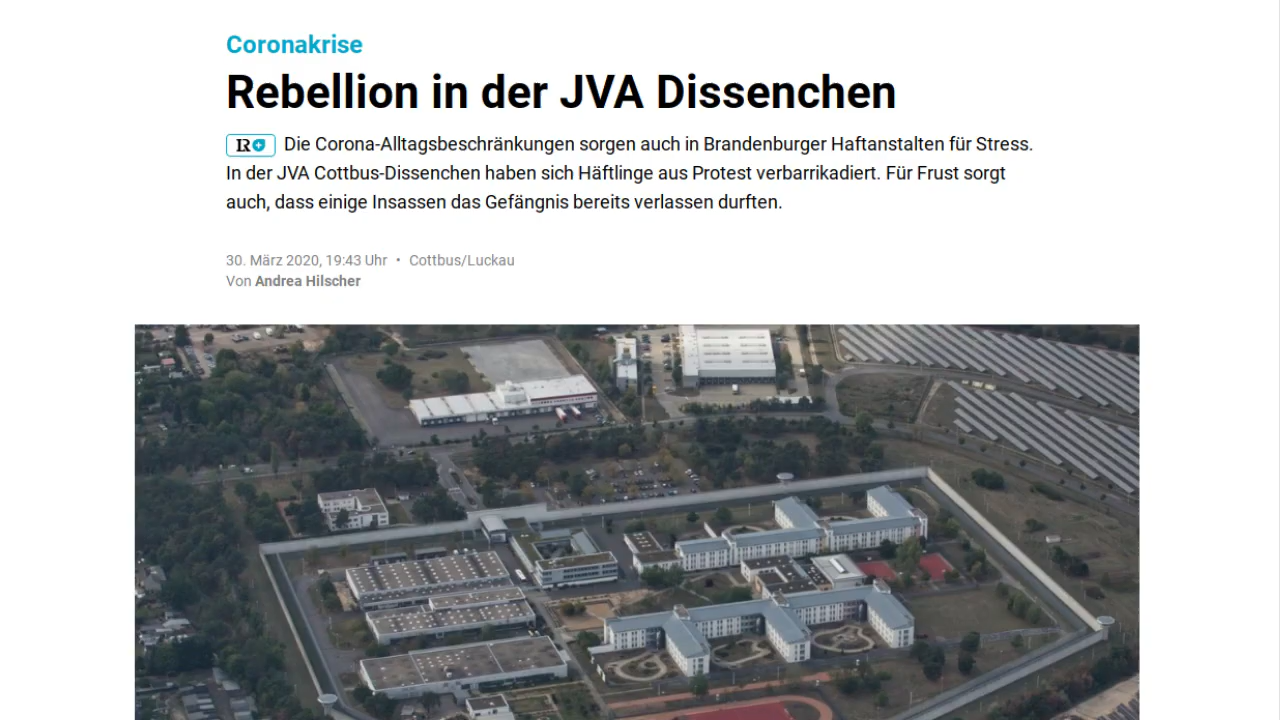 Coronakrise
Rebellion in der JVA Dissenchen
LR+ Die Corona-Alltagsbeschränkungen sorgen auch in Brandenburger Haftanstalten für Stress.
In der JVA Cottbus-Dissenchen haben sich Häftlinge aus Protest verbarrikadiert. Für Frust sorgt
auch, dass einige Insassen das Gefängnis bereits verlassen durften.
30. März 2020, 19:43 Uhr • Cottbus/Luckau
Von Andrea Hilscher